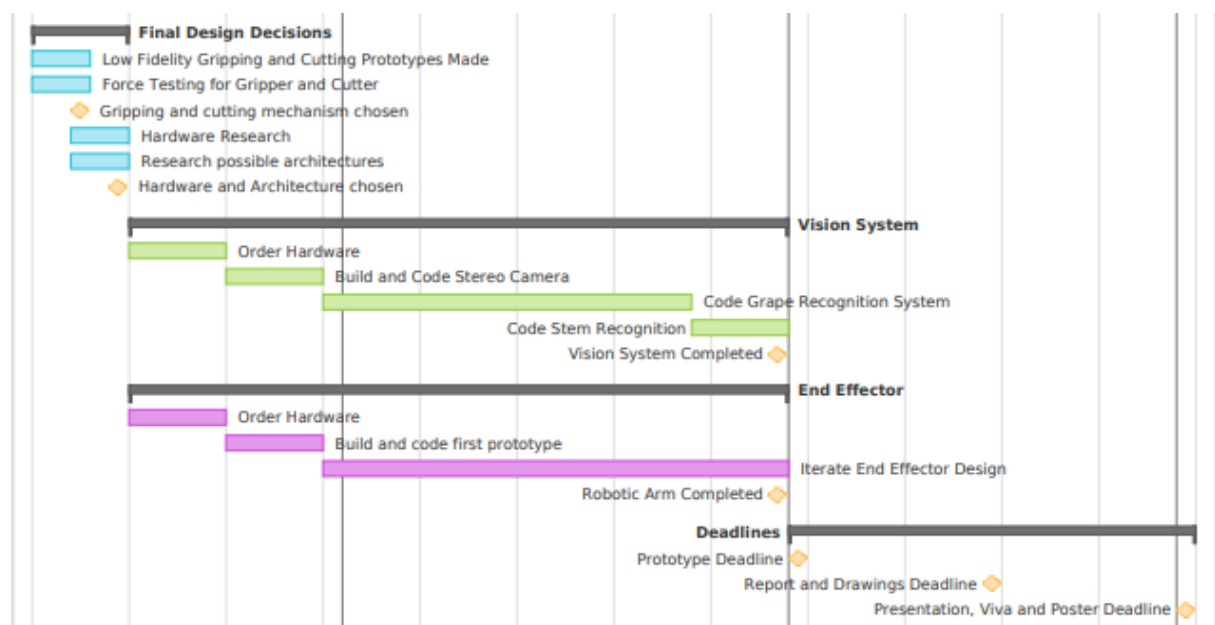 Final Design Decisions
Low Fidelity Gripping and Cutting Prototypes Made
Force Testing for Gripper and Cutter
Gripping and cutting mechanism chosen
Hardware Research
Research possible architectures
Hardware and Architecture chosen
Vision System
Order Hardware
Build and Code Stereo Camera
Code Grape Recognition System
Code Stem Recognition
Vision System Completed
End Effector
Order Hardware
Build and code first prototype
Iterate End Effector Design
Robotic Arm Completed
Deadlines
Prototype Deadline
Report and Drawings Deadline
Presentation, Viva and Poster Deadline